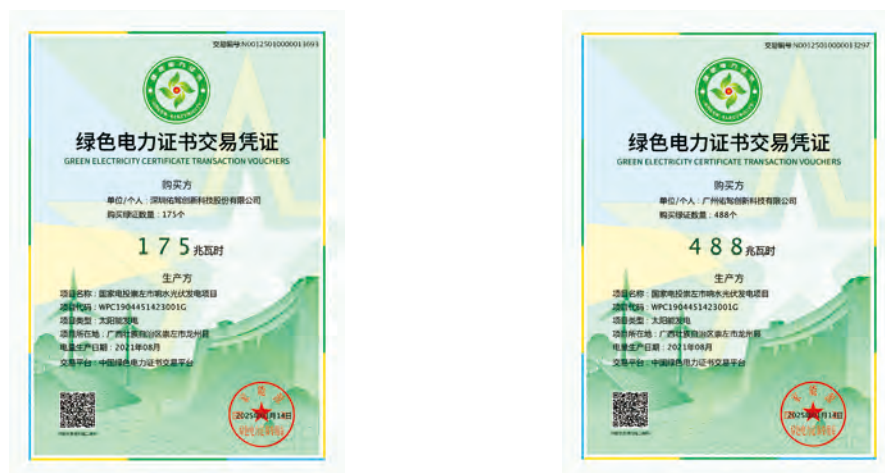 交易编号:N00125010000013693
绿色电力证书交易凭证
GREEN ELECTRICITY CERTIFICATE TRANSACTION VOUCHERS
购买方
单位/个人：深圳佑驾创新科技股份有限公司
购买绿证数量：175个
175兆瓦时
生产方
项目名称：国家电投崇左市响水光伏发电项目
项目代码：WPC1904451423001G
项目类型：太阳能发电
项目所在地：广西壮族自治区崇左市龙州县
电量生产日期：2021年08月
交易平台：中国绿色电力证书交易平台
交易编号:N00125010000013297
绿色电力证书交易凭证
GREEN ELECTRICITY CERTIFICATE TRANSACTION VOUCHERS
购买方
单位/个人：广州佑驾创新科技有限公司
购买绿证数量：488个
488兆瓦时
生产方
项目名称：国家电投崇左市响水光伏发电项目
项目代码：WPC1904451423001G
项目类型：太阳能发电
项目所在地：广西壮族自治区崇左市龙州县
电量生产日期：2021年08月
交易平台：中国绿色电力证书交易平台